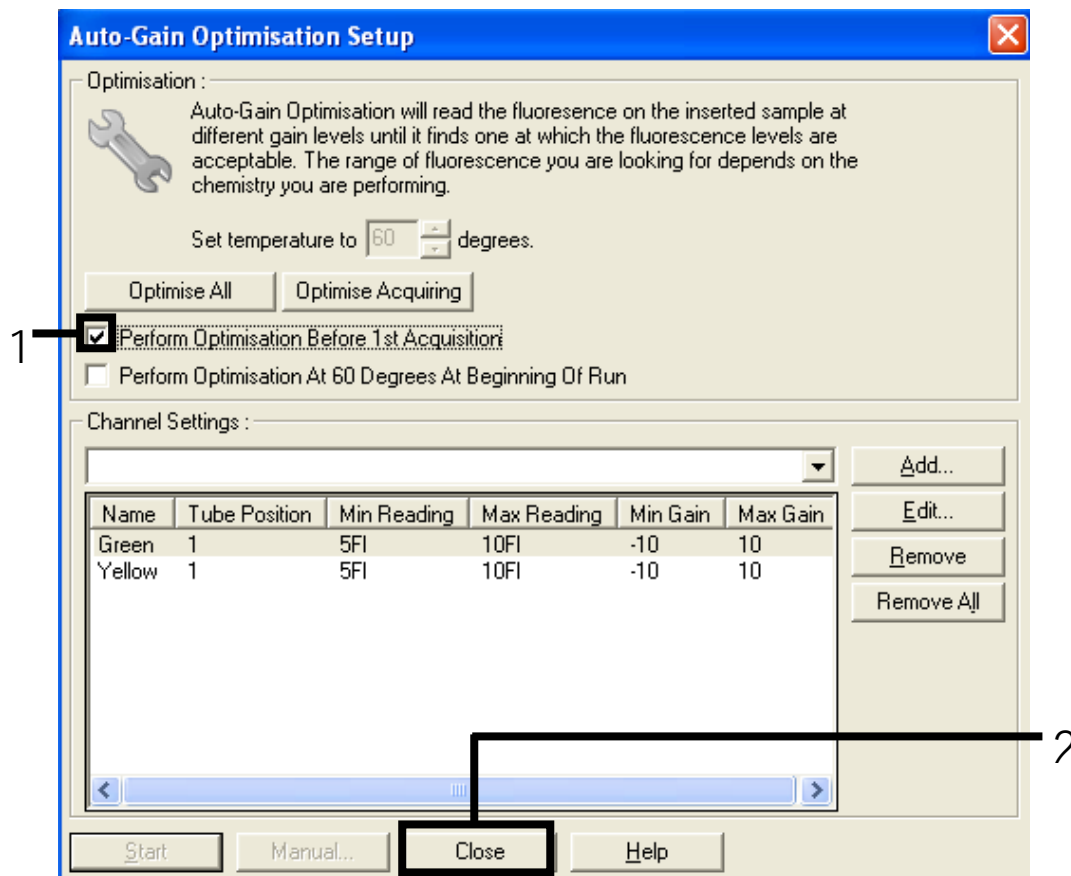 Auto-Gain Optimisation Setup
Optimisation :
Auto-Gain Optimisation will read the fluoresence on the inserted sample at
different gain levels until it finds one at which the fluorescence levels are
acceptable. The range of fluorescence you are looking for depends on the
chemistry you are performing.
Set temperature to 60 degrees.
Optimise All Optimise Acquiring
1 Perform Optimisation Before 1st Acquisition
Perform Optimisation At 60 Degrees At Beginning Of Run
Channel Settings :
Add...
Name Tube Position Min Reading Max Reading Min Gain Max Gain Edit...
Green 1 5Fl 10Fl -10 10
Remove
Yellow 1 5Fl 10Fl -10 10
Remove All
2
Start Manual... Close Help